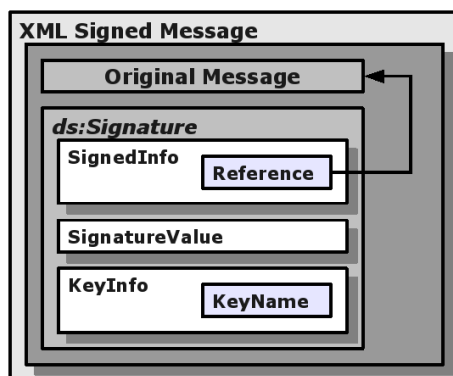 XML Signed Message
Original Message
ds:Signature
SignedInfo
Reference
SignatureValue
KeyInfo
KeyName